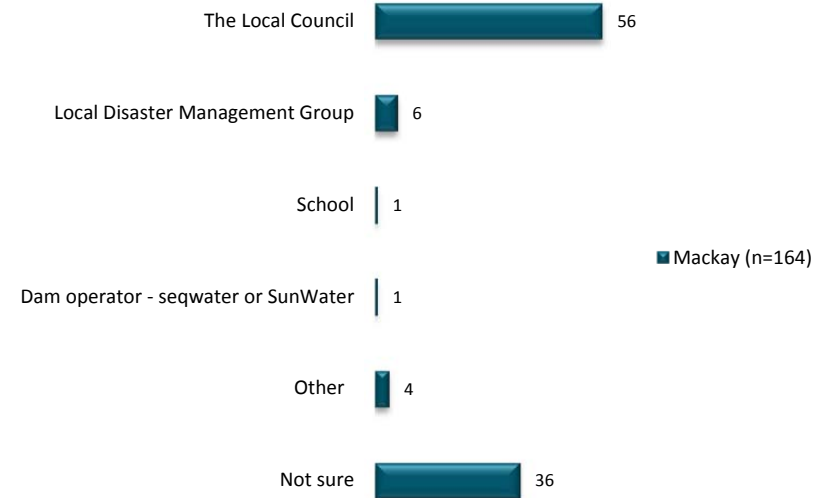 The Local Council 56
Local Disaster Management Group 6
School 1
Mackay (n=164)
Dam operator - seqwater or SunWater 1
Other 4
Not sure 36